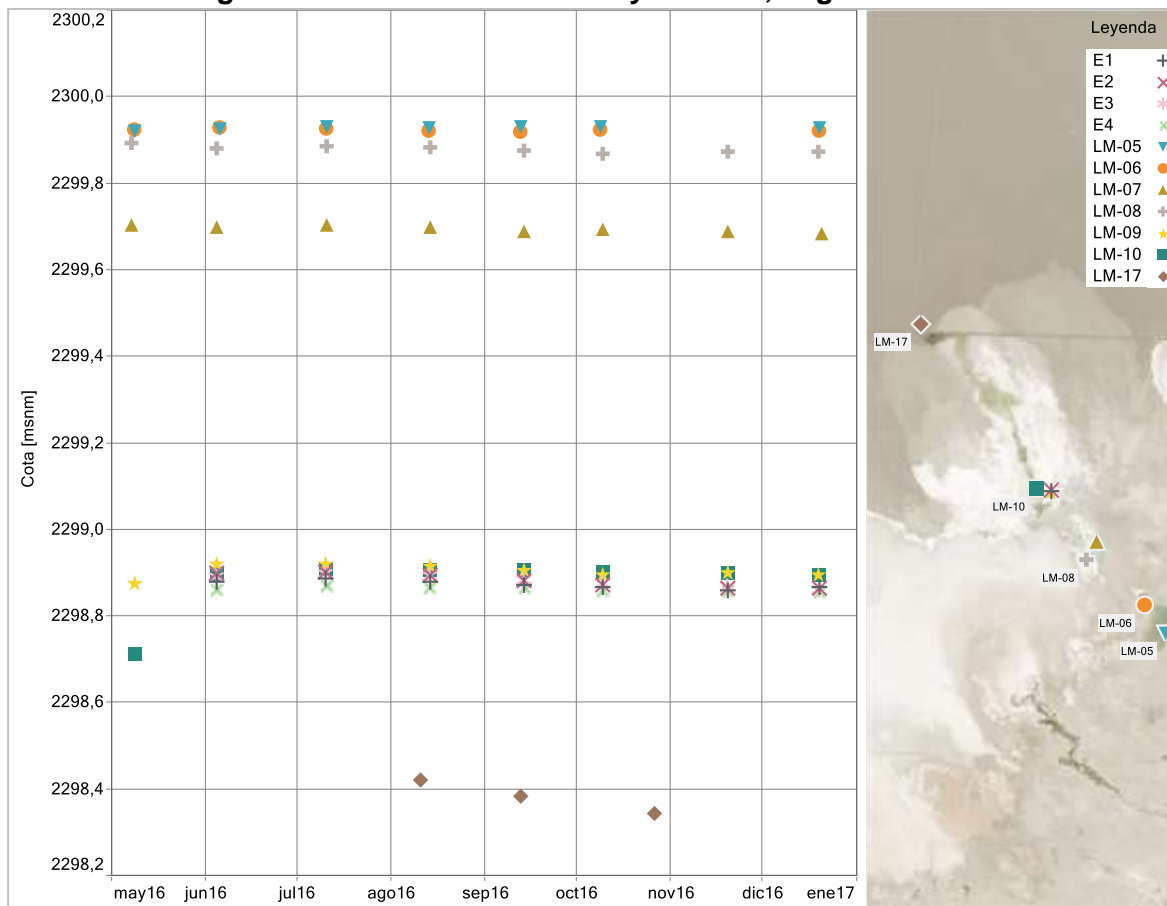 2300,2
2300,0
2299,8
2299,6
2299,4
2299,2
2299,0
2298,8
2298,6
2298,4
2298,2
Cota [msnm]
may16 jun16 jul16 ago16 sep16 oct16 nov16 dic16 ene17
Leyenda
E1
E2
E3
E4
LM-05
LM-06
LM-07
LM-08
LM-09
LM-10
LM-17
LM-17
LM-10
LM-08
LM-06
LM-05